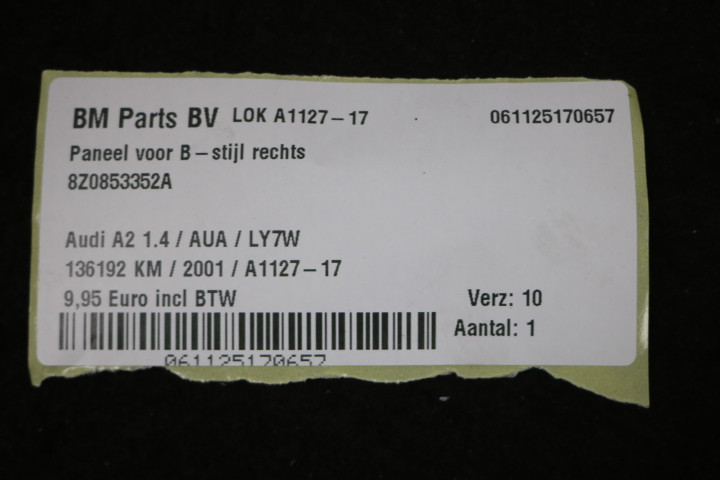 BM Parts BV LOK A1127-17 061125170657
Paneel voor B-stijl rechts
8Z0853352A
Audi A2 1.4 / AUA / LY7W
136192 KM / 2001 / A1127-17
9,95 Euro incl BTW Verz: 10
Aantal: 1
061125170657